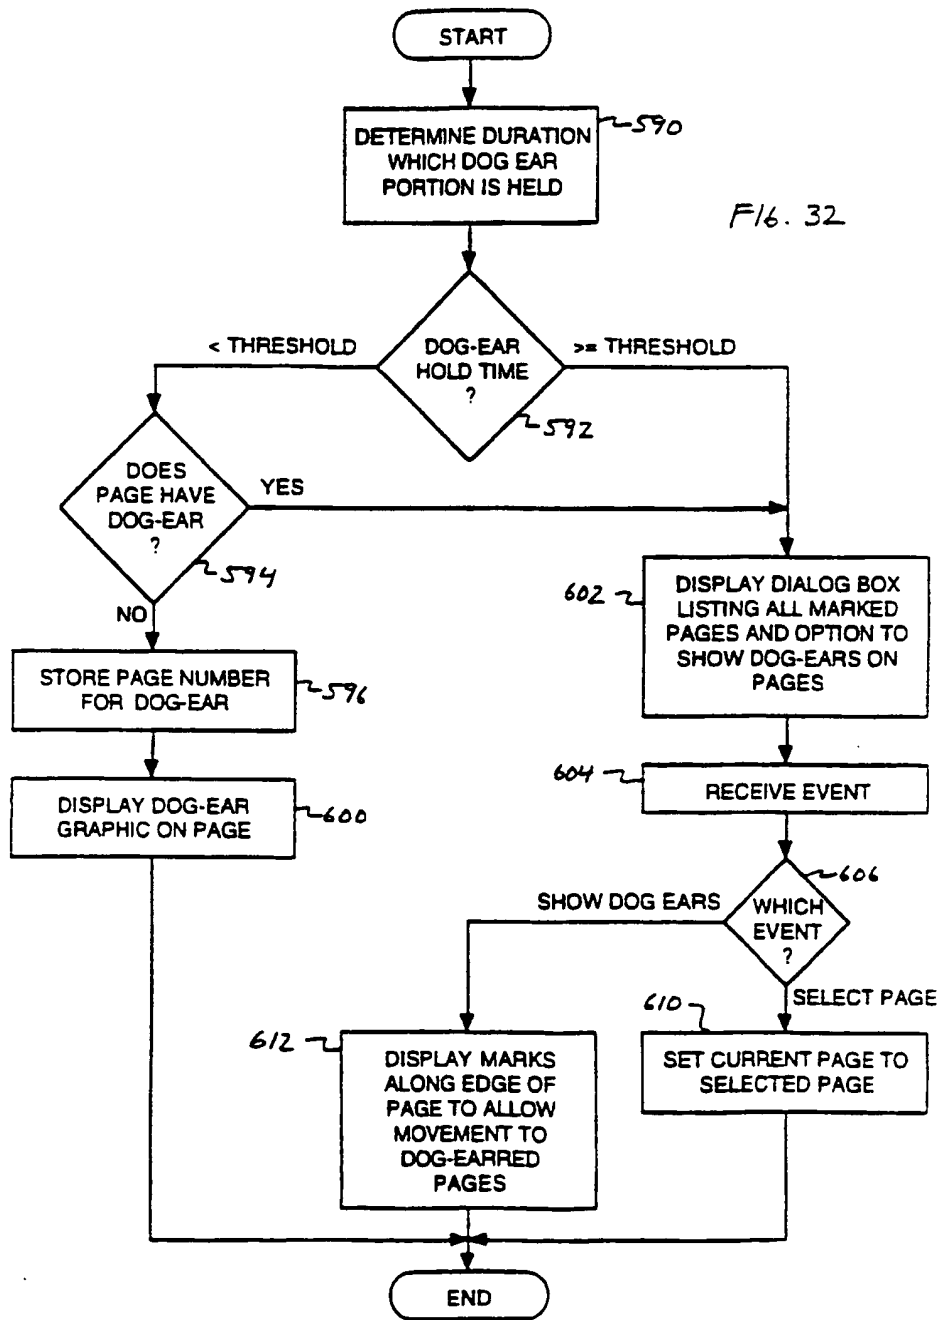 START
DETERMINE DURATION
WHICH DOG EAR
PORTION IS HELD
590
FIG. 32
< THRESHOLD
DOG-EAR
HOLD TIME
?
>= THRESHOLD
592
DOES
PAGE HAVE
DOG-EAR
?
YES
594
NO
STORE PAGE NUMBER
FOR DOG-EAR
596
DISPLAY DOG-EAR
GRAPHIC ON PAGE
600
602
DISPLAY DIALOG BOX
LISTING ALL MARKED
PAGES AND OPTION TO
SHOW DOG-EARS ON
PAGES
604
RECEIVE EVENT
606
SHOW DOG EARS
WHICH
EVENT
?
SELECT PAGE
612
DISPLAY MARKS
ALONG EDGE OF
PAGE TO ALLOW
MOVEMENT TO
DOG-EARRED
PAGES
610
SET CURRENT PAGE TO
SELECTED PAGE
END